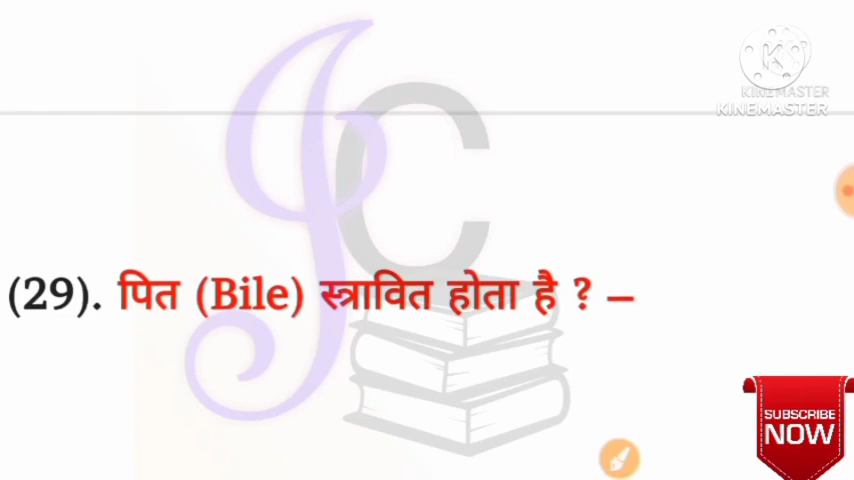 KINEMASTER
KINEMASTER
(29). पित (Bile) स्त्रावित होता है ? –
SUBSCRIBE
NOW